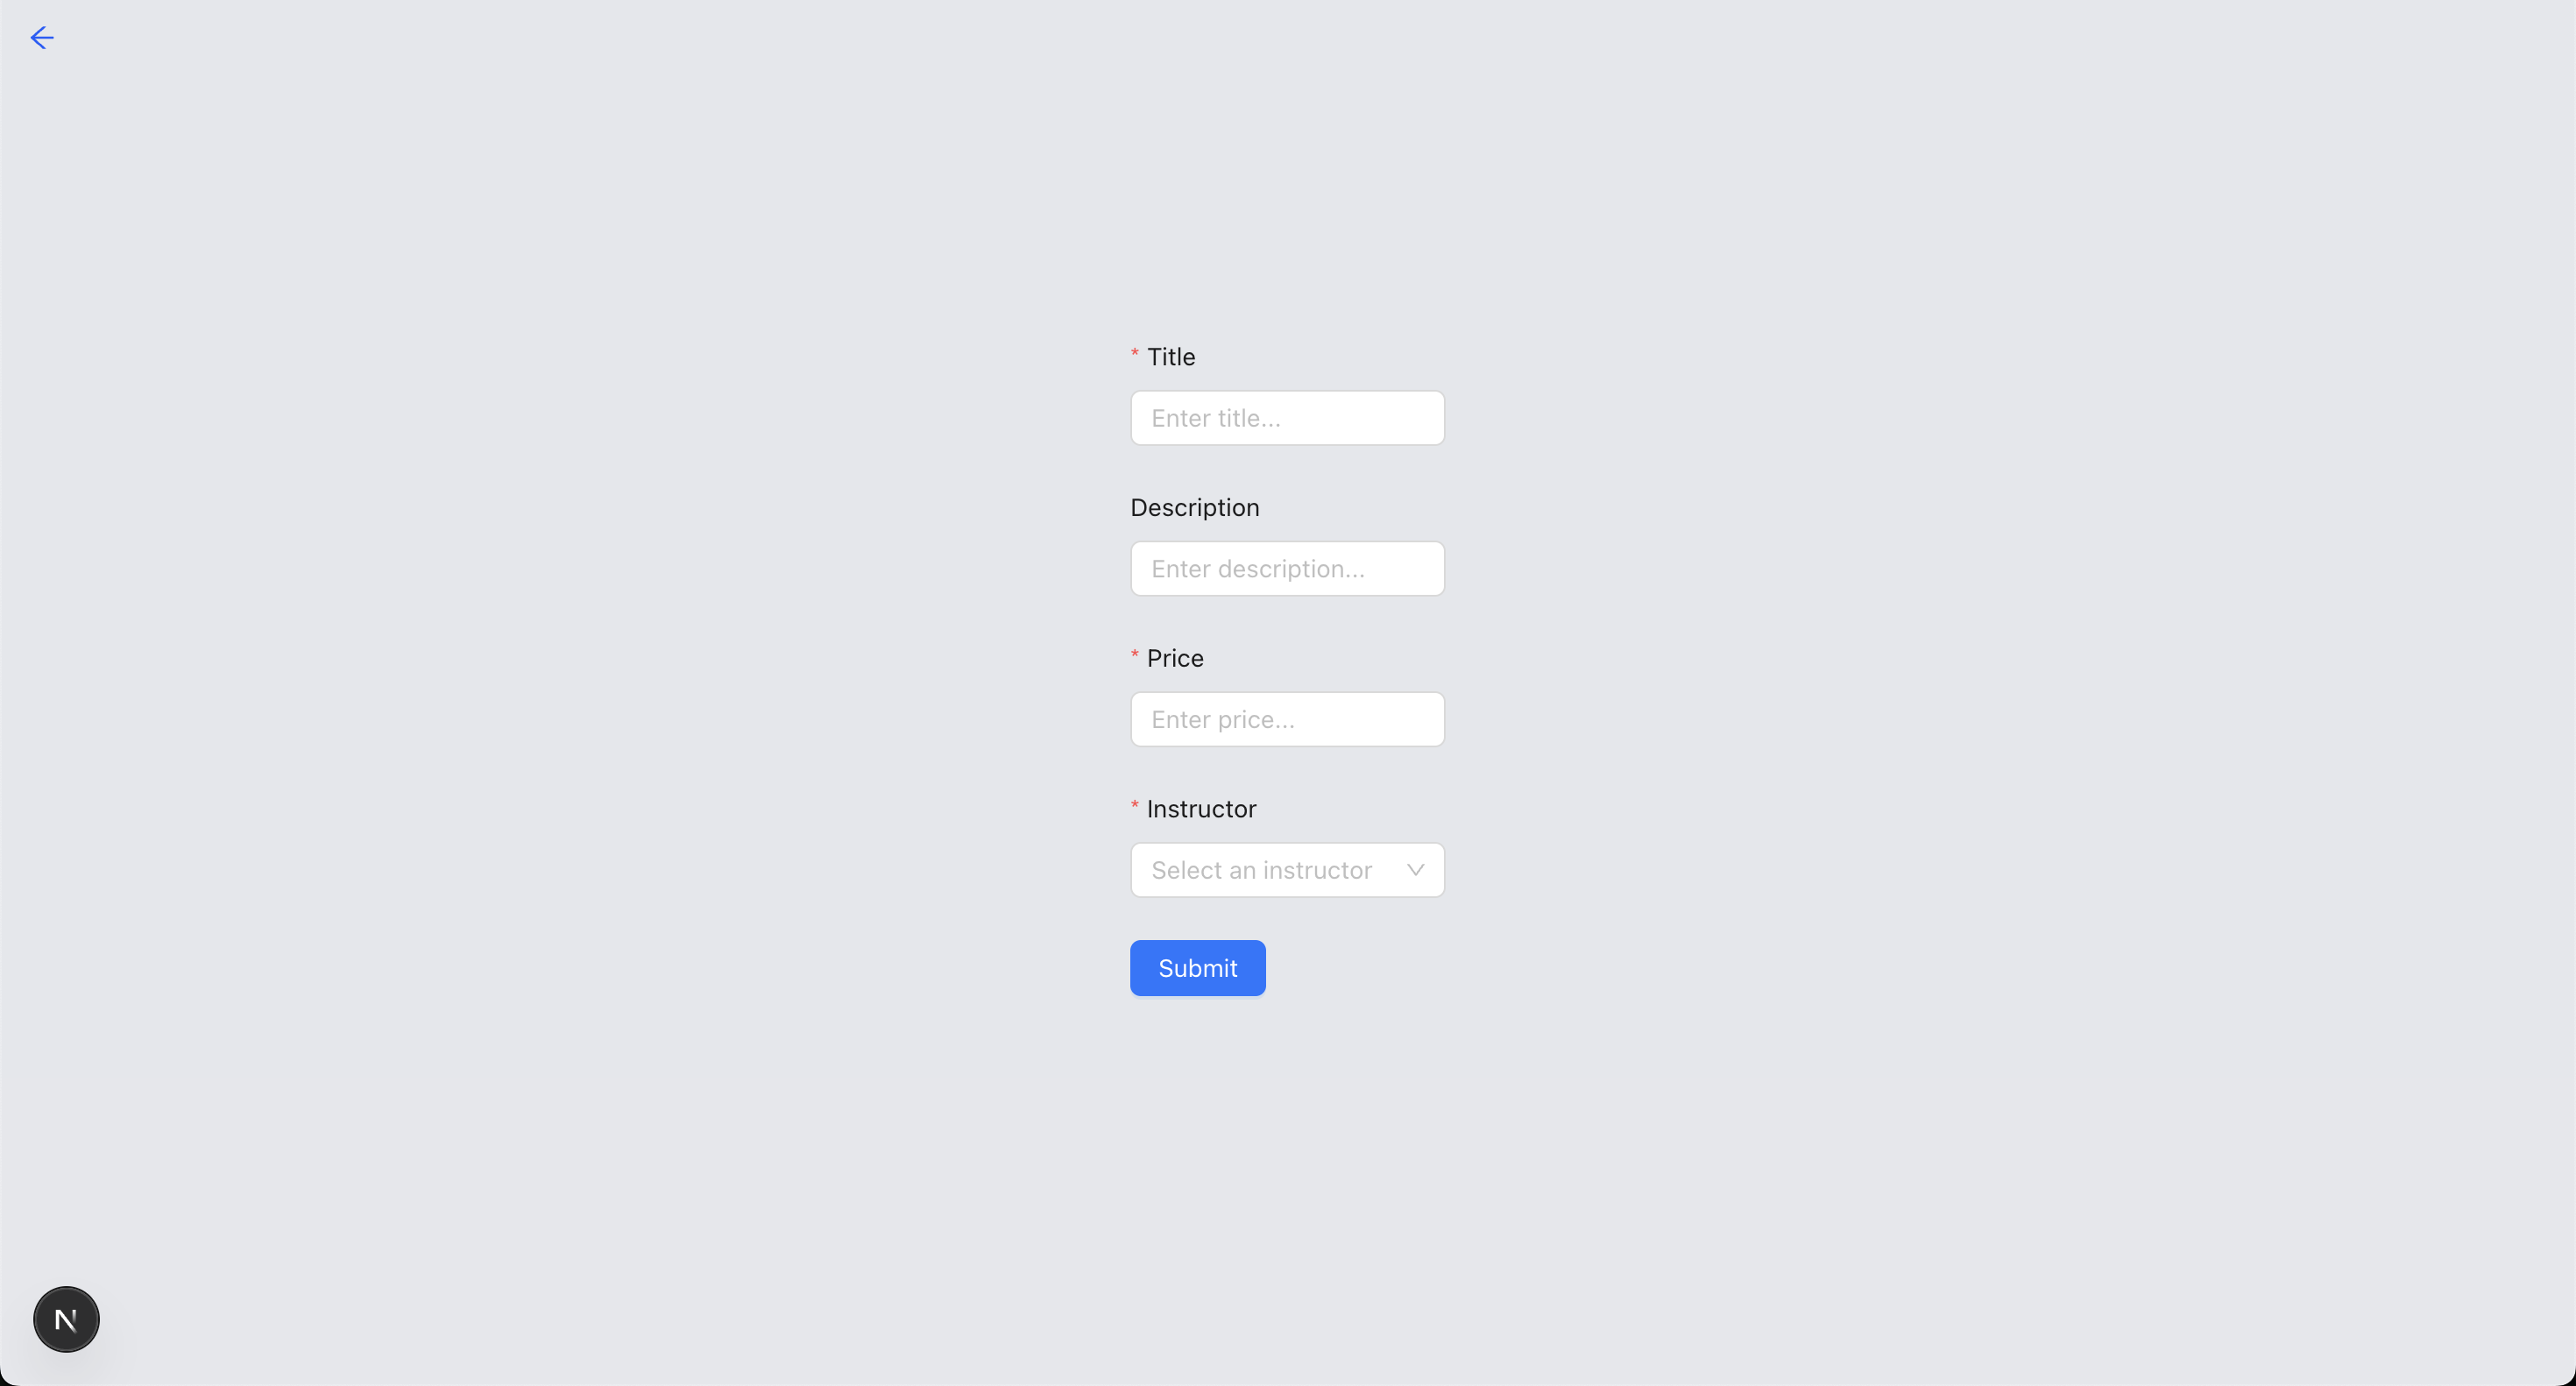 * Title
Enter title...
Description
Enter description...
* Price
Enter price...
* Instructor
Select an instructor
Submit
N